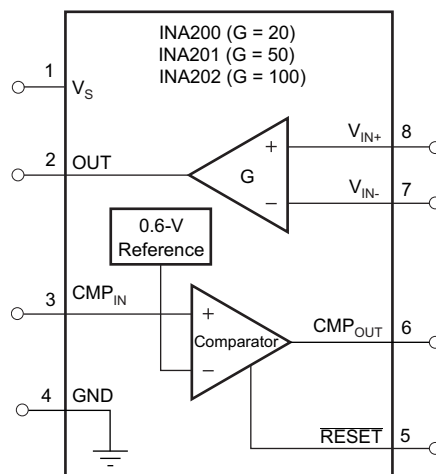 INA200 (G = 20)
INA201 (G = 50)
INA202 (G = 100)
1
VS
2
OUT
VIN+
8
+
G
VIN-
7
−
0.6-V
Reference
3
CMPIN
+
Comparator
CMPOUT
6
−
4
GND
RESET
5